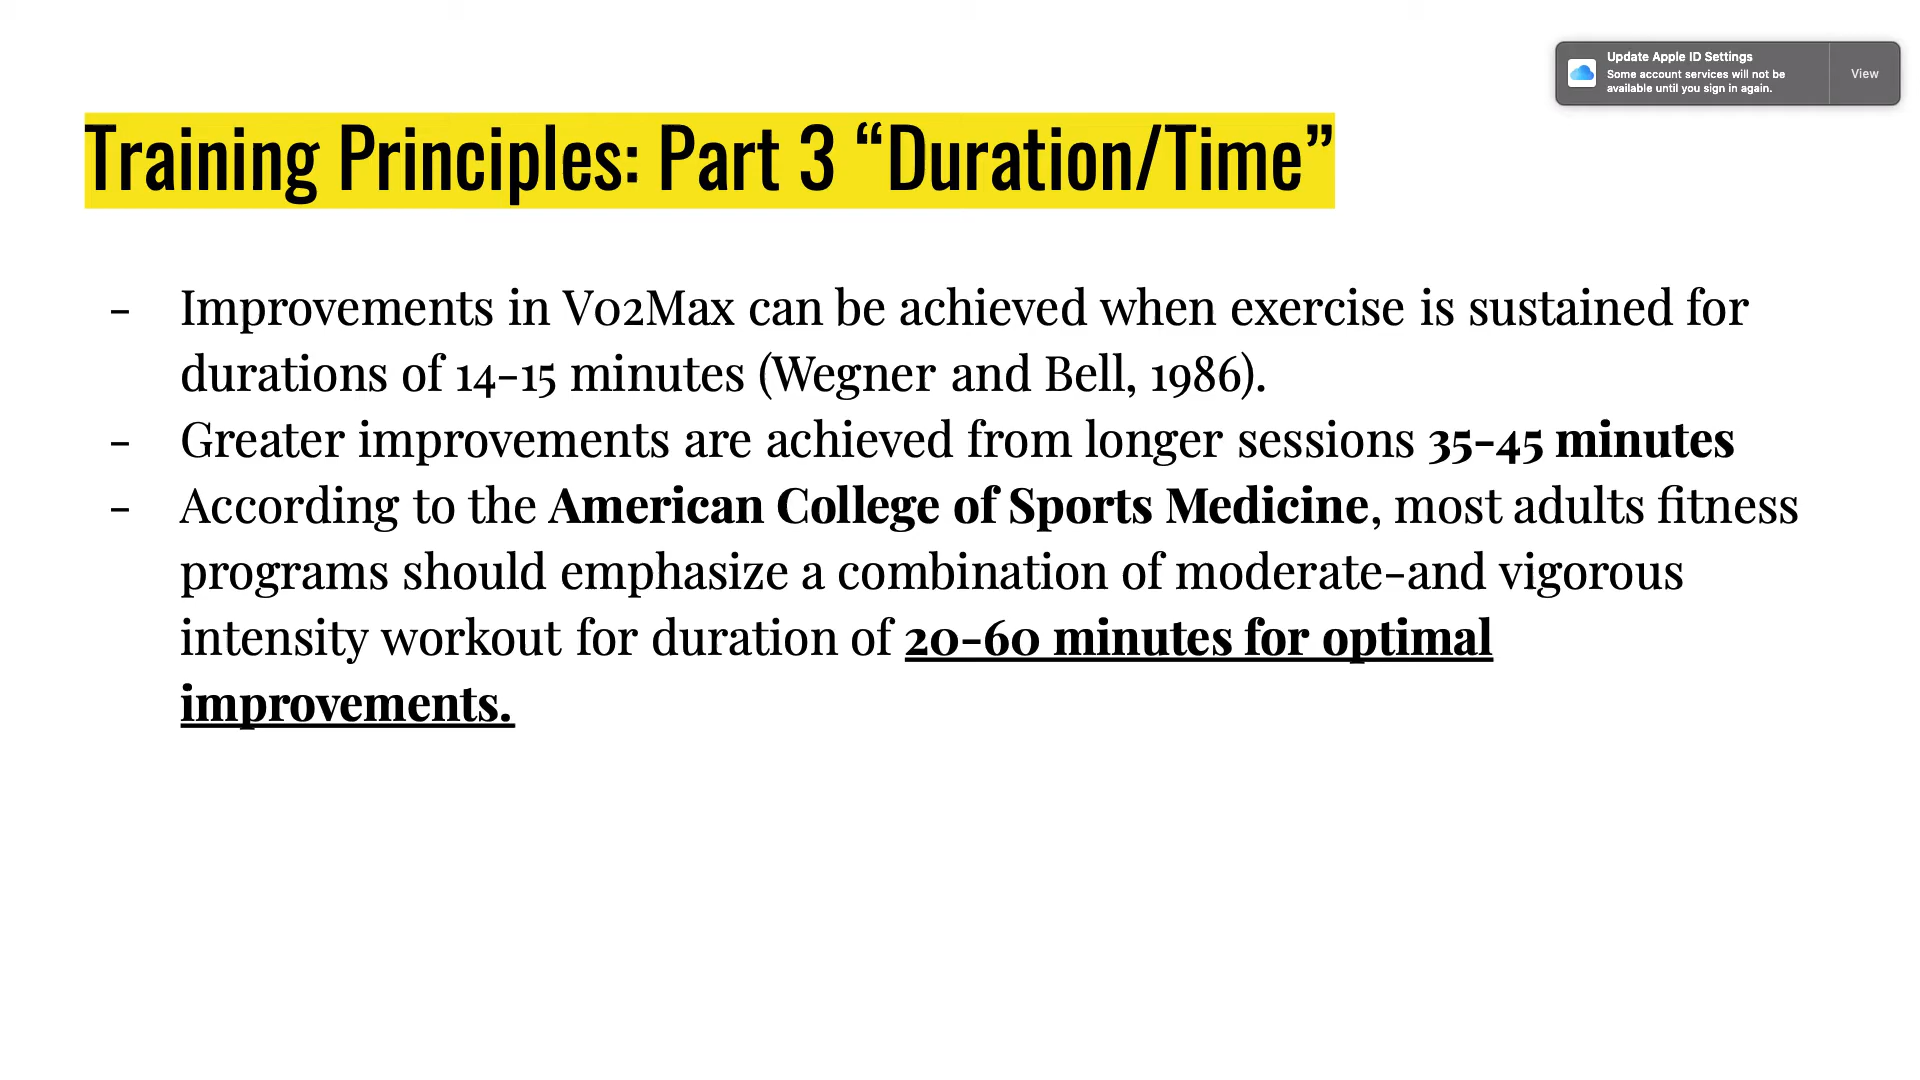 Update Apple ID Settings
Some account services will not be
available until you sign in again.
View
Training Principles: Part 3 “Duration/Time”
- Improvements in Vo2Max can be achieved when exercise is sustained for
durations of 14-15 minutes (Wegner and Bell, 1986).
- Greater improvements are achieved from longer sessions 35-45 minutes
- According to the American College of Sports Medicine, most adults fitness
programs should emphasize a combination of moderate-and vigorous
intensity workout for duration of 20-60 minutes for optimal
improvements.